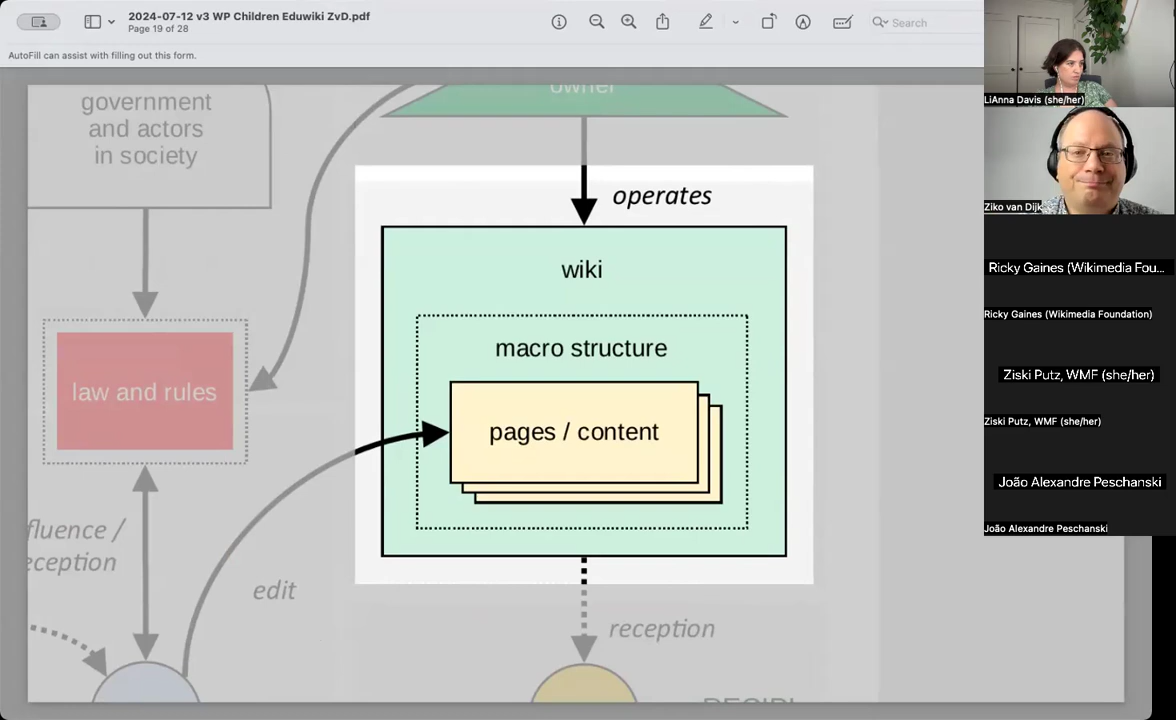 2024-07-12 v3 WP Children Eduwiki ZvD.pdf
Page 19 of 28
Search
AutoFill can assist with filling out this form.
government
and actors
in society
owner
operates
wiki
macro structure
pages / content
law and rules
fluence /
eception
edit
reception
RECIPI
LiAnna Davis (she/her)
Ziko van Dijk
Ricky Gaines (Wikimedia Fou...
Ricky Gaines (Wikimedia Foundation)
Ziski Putz, WMF (she/her)
Ziski Putz, WMF (she/her)
João Alexandre Peschanski
João Alexandre Peschanski